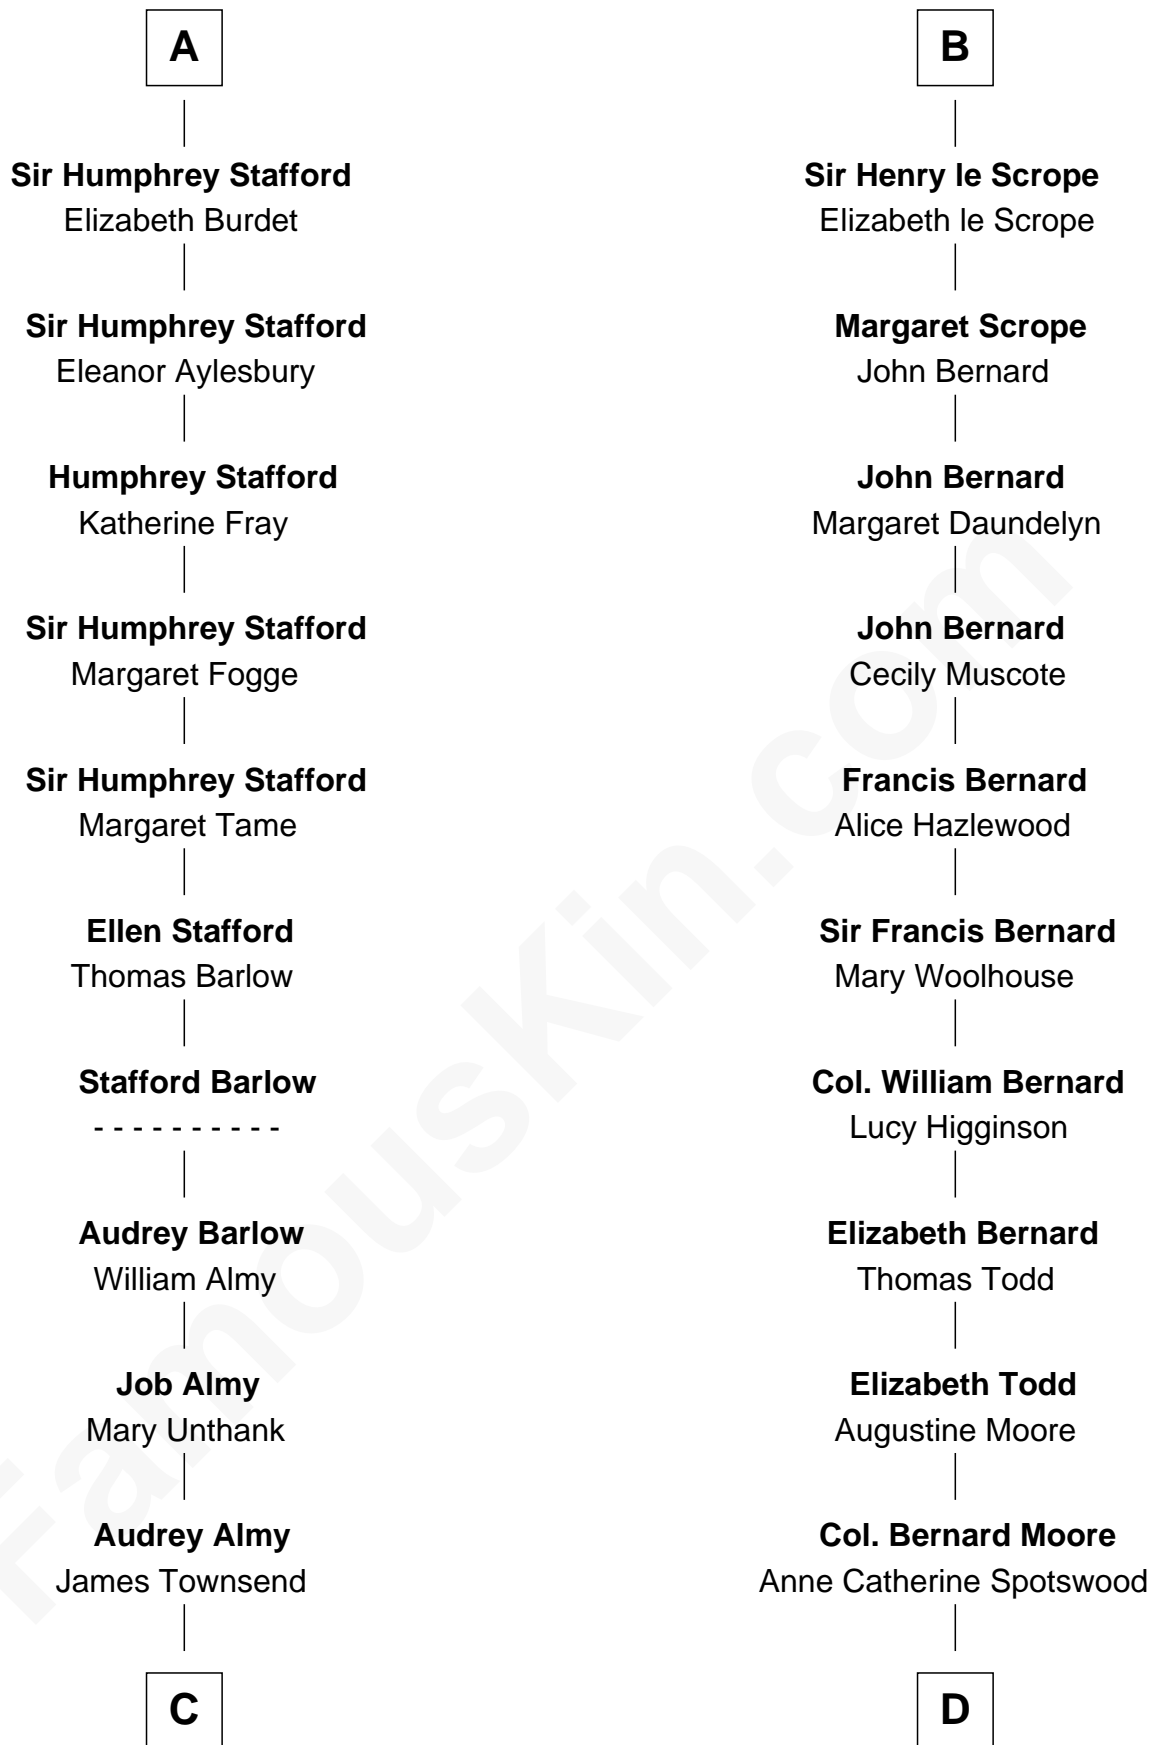 A
Sir Humphrey Stafford
Elizabeth Burdet
Sir Humphrey Stafford
Eleanor Aylesbury
Humphrey Stafford
Katherine Fray
Sir Humphrey Stafford
Margaret Fogge
Sir Humphrey Stafford
Margaret Tame
Ellen Stafford
Thomas Barlow
Stafford Barlow
- - - - - - - - - -
Audrey Barlow
William Almy
Job Almy
Mary Unthank
Audrey Almy
James Townsend
C
B
Sir Henry le Scrope
Elizabeth le Scrope
Margaret Scrope
John Bernard
John Bernard
Margaret Daundelyn
John Bernard
Cecily Muscote
Francis Bernard
Alice Hazlewood
Sir Francis Bernard
Mary Woolhouse
Col. William Bernard
Lucy Higginson
Elizabeth Bernard
Thomas Todd
Elizabeth Todd
Augustine Moore
Col. Bernard Moore
Anne Catherine Spotswood
D
FamousKin.com